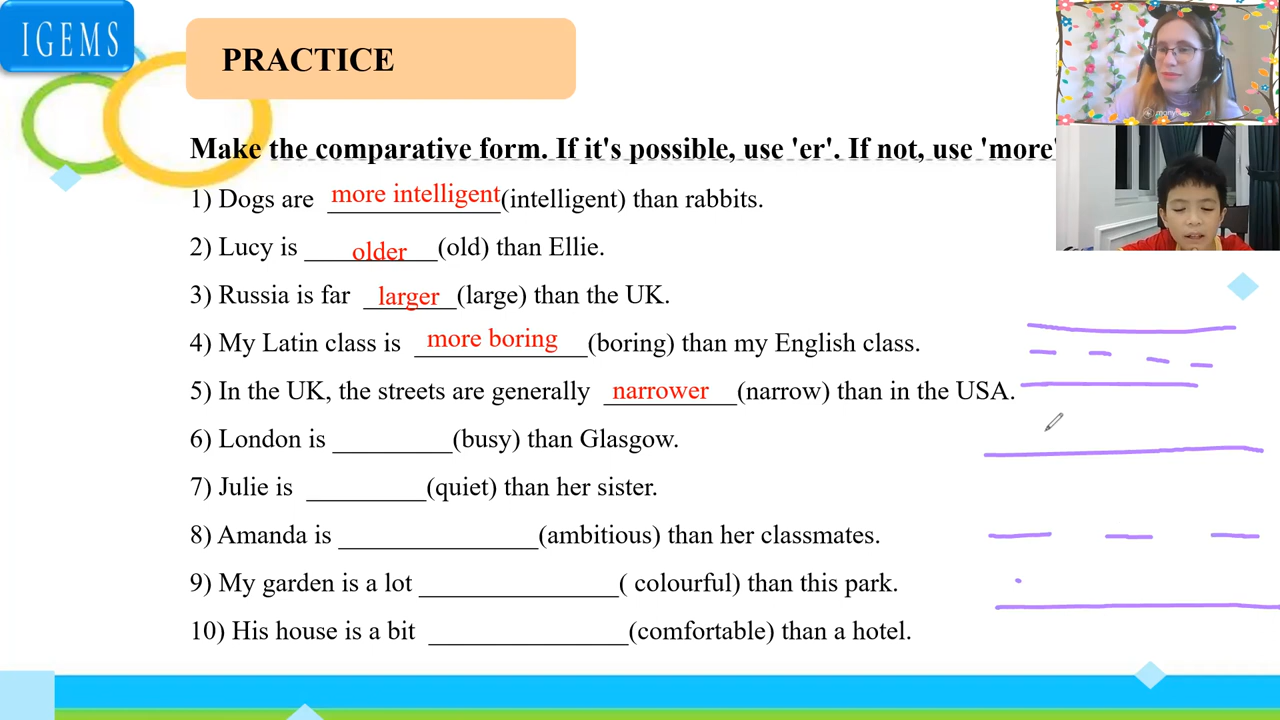 IGEMS
PRACTICE
Make the comparative form. If it's possible, use 'er'. If not, use 'more'
1) Dogs are more intelligent(intelligent) than rabbits.
2) Lucy is older (old) than Ellie.
3) Russia is far larger (large) than the UK.
4) My Latin class is more boring (boring) than my English class.
5) In the UK, the streets are generally narrower (narrow) than in the USA.
6) London is _________(busy) than Glasgow.
7) Julie is _________(quiet) than her sister.
8) Amanda is _______________(ambitious) than her classmates.
9) My garden is a lot _______________( colourful) than this park.
10) His house is a bit _______________(comfortable) than a hotel.